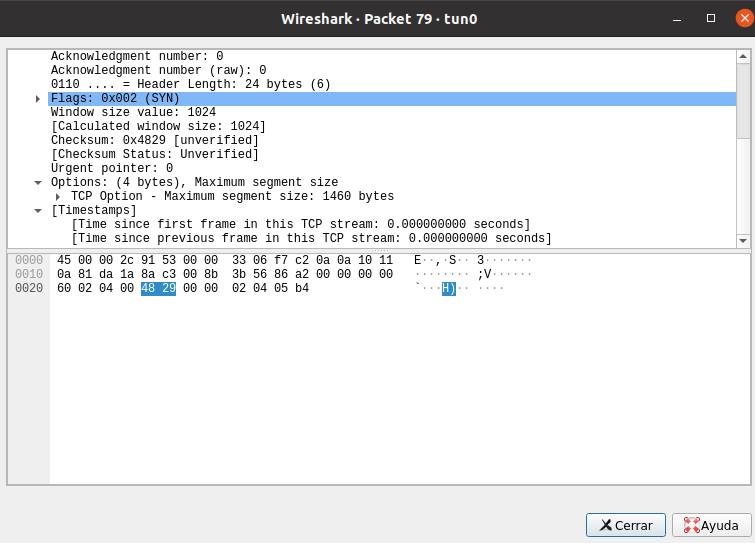 Wireshark · Packet 79 · tun0
Acknowledgment number: 0
Acknowledgment number (raw): 0
0110 .... = Header Length: 24 bytes (6)
Flags: 0x002 (SYN)
Window size value: 1024
[Calculated window size: 1024]
Checksum: 0x4829 [unverified]
[Checksum Status: Unverified]
Urgent pointer: 0
Options: (4 bytes), Maximum segment size
TCP Option - Maximum segment size: 1460 bytes
[Timestamps]
[Time since first frame in this TCP stream: 0.000000000 seconds]
[Time since previous frame in this TCP stream: 0.000000000 seconds]
0000 45 00 00 2c 91 53 00 00 33 06 f7 c2 0a 0a 10 11 E··,·S·· 3·······
0010 0a 81 da 1a 8a c3 00 8b 3b 56 86 a2 00 00 00 00 ········ ;V······
0020 60 02 04 00 48 29 00 00 02 04 05 b4 `···H)·· ····
Cerrar
Ayuda